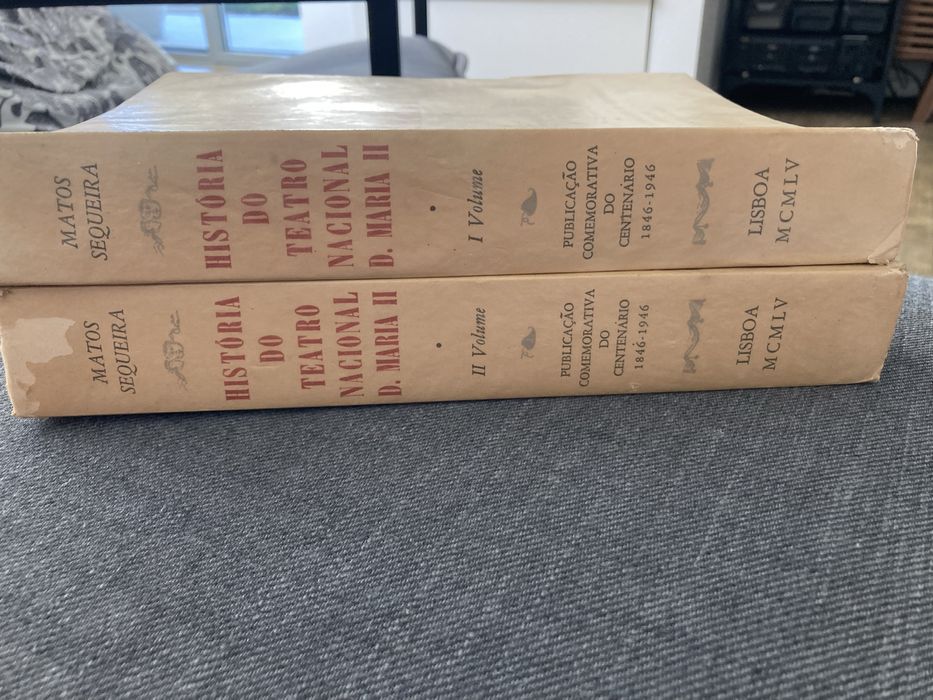 MATOS
SEQUEIRA
HISTÓRIA
DO
TEATRO
NACIONAL
D. MARIA II
I Volume
PUBLICAÇÃO
COMEMORATIVA
DO
CENTENÁRIO
1846-1946
LISBOA
MCMLV
MATOS
SEQUEIRA
HISTÓRIA
DO
TEATRO
NACIONAL
D. MARIA II
II Volume
PUBLICAÇÃO
COMEMORATIVA
DO
CENTENÁRIO
1846-1946
LISBOA
MCMLV